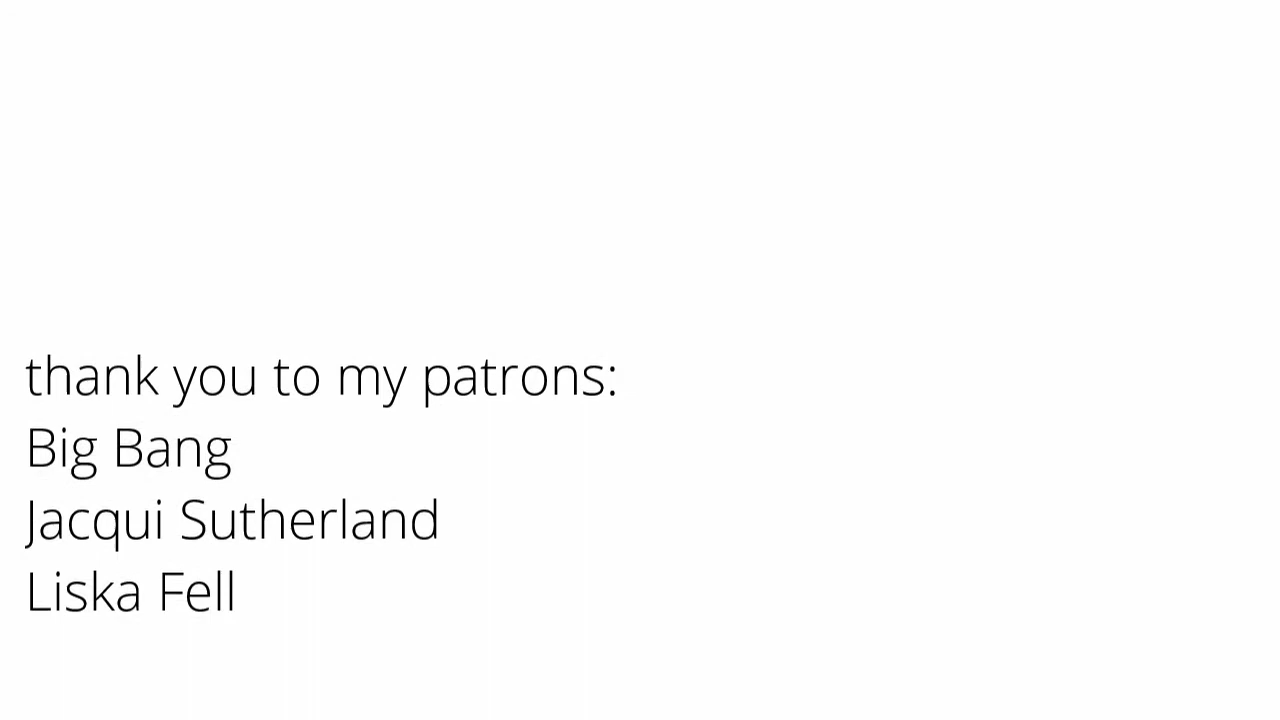 thank you to my patrons:
Big Bang
Jacqui Sutherland
Liska Fell